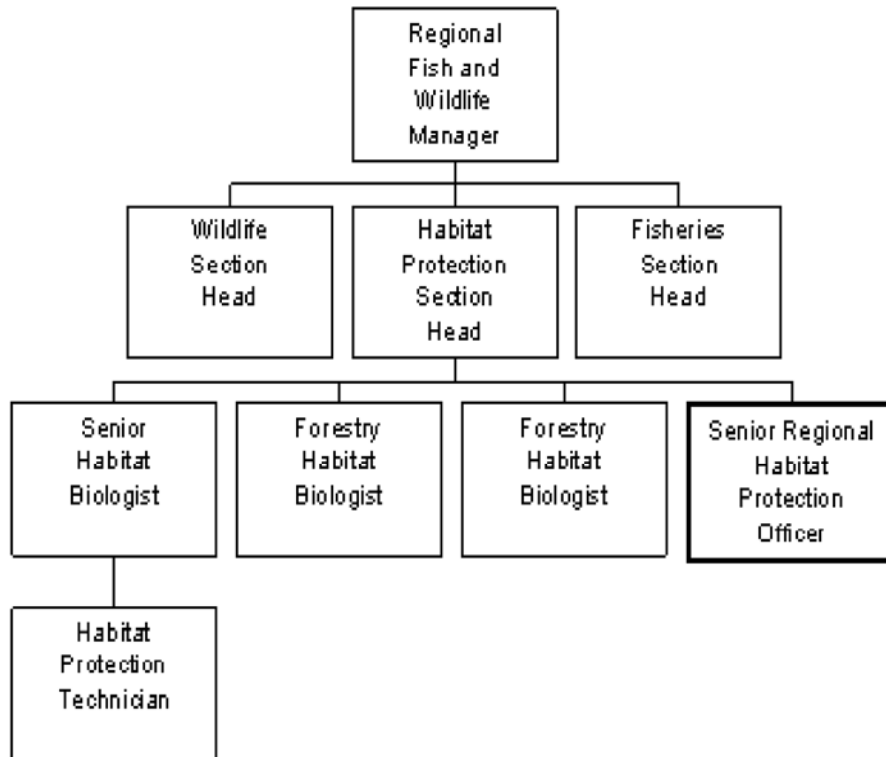 Regional
Fish and
Wildlife
Manager
Wildlife
Section
Head
Habitat
Protection
Section
Head
Fisheries
Section
Head
Senior
Habitat
Biologist
Forestry
Habitat
Biologist
Forestry
Habitat
Biologist
Senior Regional
Habitat
Protection
Officer
Habitat
Protection
Technician